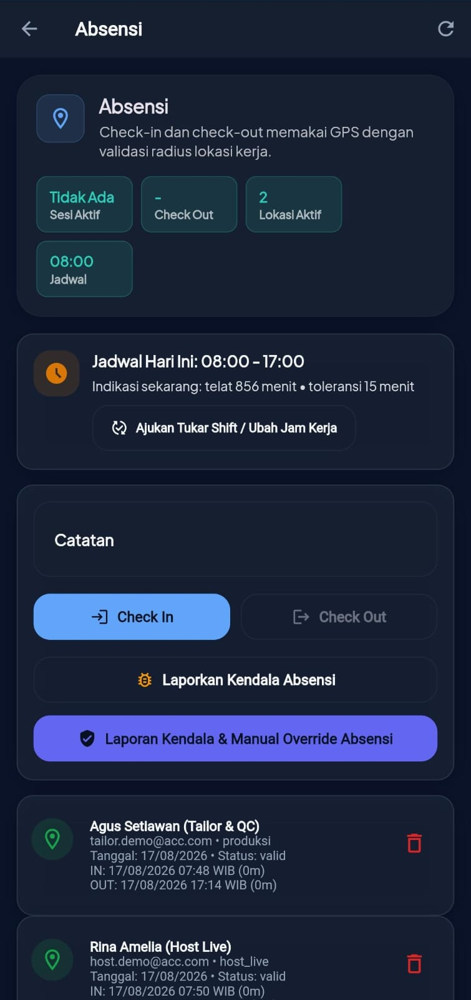 Absensi
Absensi
Check-in dan check-out memakai GPS dengan
validasi radius lokasi kerja.
Tidak Ada
Sesi Aktif
-
Check Out
2
Lokasi Aktif
08:00
Jadwal
Jadwal Hari Ini: 08:00 - 17:00
Indikasi sekarang: telat 856 menit • toleransi 15 menit
Ajukan Tukar Shift / Ubah Jam Kerja
Catatan
Check In
Check Out
Laporkan Kendala Absensi
Laporan Kendala & Manual Override Absensi
Agus Setiawan (Tailor & QC)
tailor.demo@acc.com • produksi
Tanggal: 17/08/2026 • Status: valid
IN: 17/08/2026 07:48 WIB (0m)
OUT: 17/08/2026 17:14 WIB (0m)
Rina Amelia (Host Live)
host.demo@acc.com • host_live
Tanggal: 17/08/2026 • Status: valid
IN: 17/08/2026 07:50 WIB (0m)